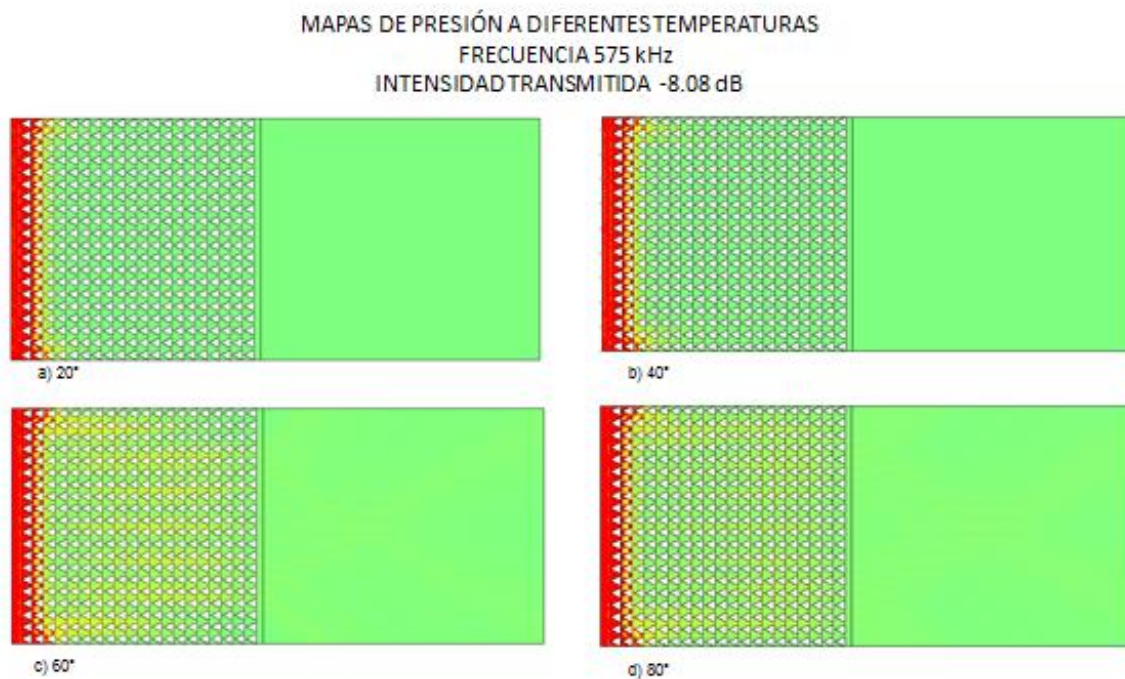 MAPAS DE PRESIÓN A DIFERENTES TEMPERATURAS
FRECUENCIA 575 kHz
INTENSIDAD TRANSMITIDA -8.08 dB
a) 20°
b) 40°
c) 60°
d) 80°